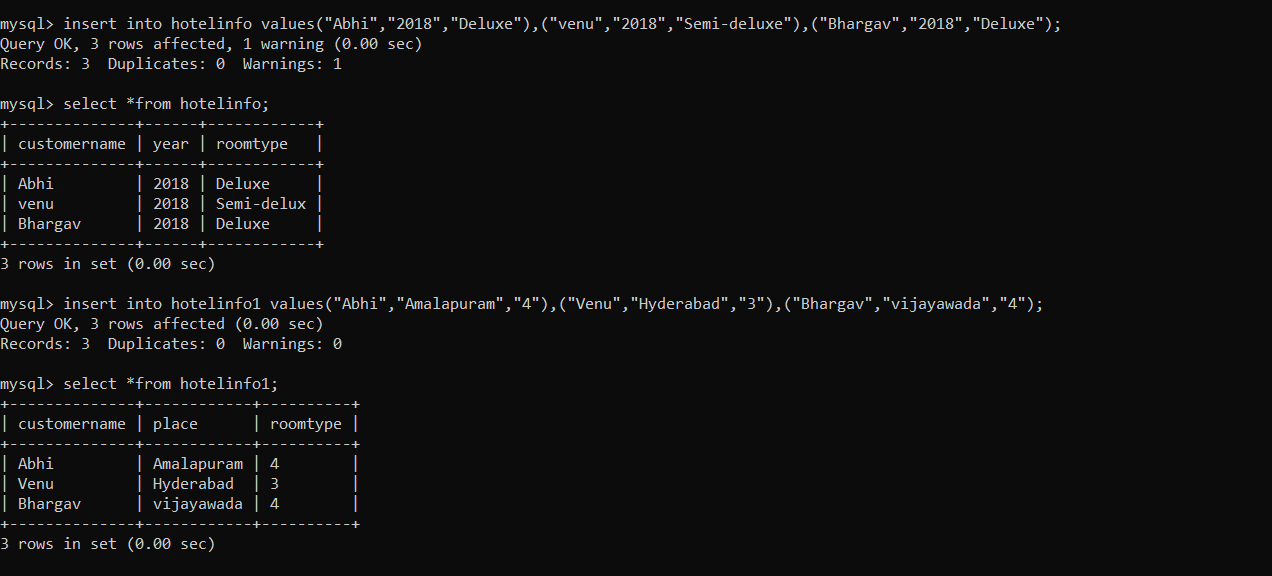 mysql> insert into hotelinfo values("Abhi","2018","Deluxe"),("venu","2018","Semi-deluxe"),("Bhargav","2018","Deluxe");
Query OK, 3 rows affected, 1 warning (0.00 sec)
Records: 3  Duplicates: 0  Warnings: 1
mysql> select *from hotelinfo;
+--------------+------+------------+
| customername | year | roomtype   |
+--------------+------+------------+
| Abhi         | 2018 | Deluxe     |
| venu         | 2018 | Semi-delux |
| Bhargav      | 2018 | Deluxe     |
+--------------+------+------------+
3 rows in set (0.00 sec)
mysql> insert into hotelinfo1 values("Abhi","Amalapuram","4"),("Venu","Hyderabad","3"),("Bhargav","vijayawada","4");
Query OK, 3 rows affected (0.00 sec)
Records: 3  Duplicates: 0  Warnings: 0
mysql> select *from hotelinfo1;
+--------------+------------+----------+
| customername | place      | roomtype |
+--------------+------------+----------+
| Abhi         | Amalapuram | 4        |
| Venu         | Hyderabad  | 3        |
| Bhargav      | vijayawada | 4        |
+--------------+------------+----------+
3 rows in set (0.00 sec)